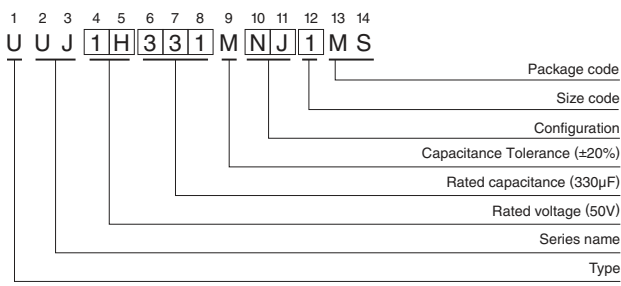 1 2 3 4 5 6 7 8 9 10 11 12 13 14
U U J 1 H 3 3 1 M N J 1 M S
Package code
Size code
Configuration
Capacitance Tolerance (±20%)
Rated capacitance (330µF)
Rated voltage (50V)
Series name
Type